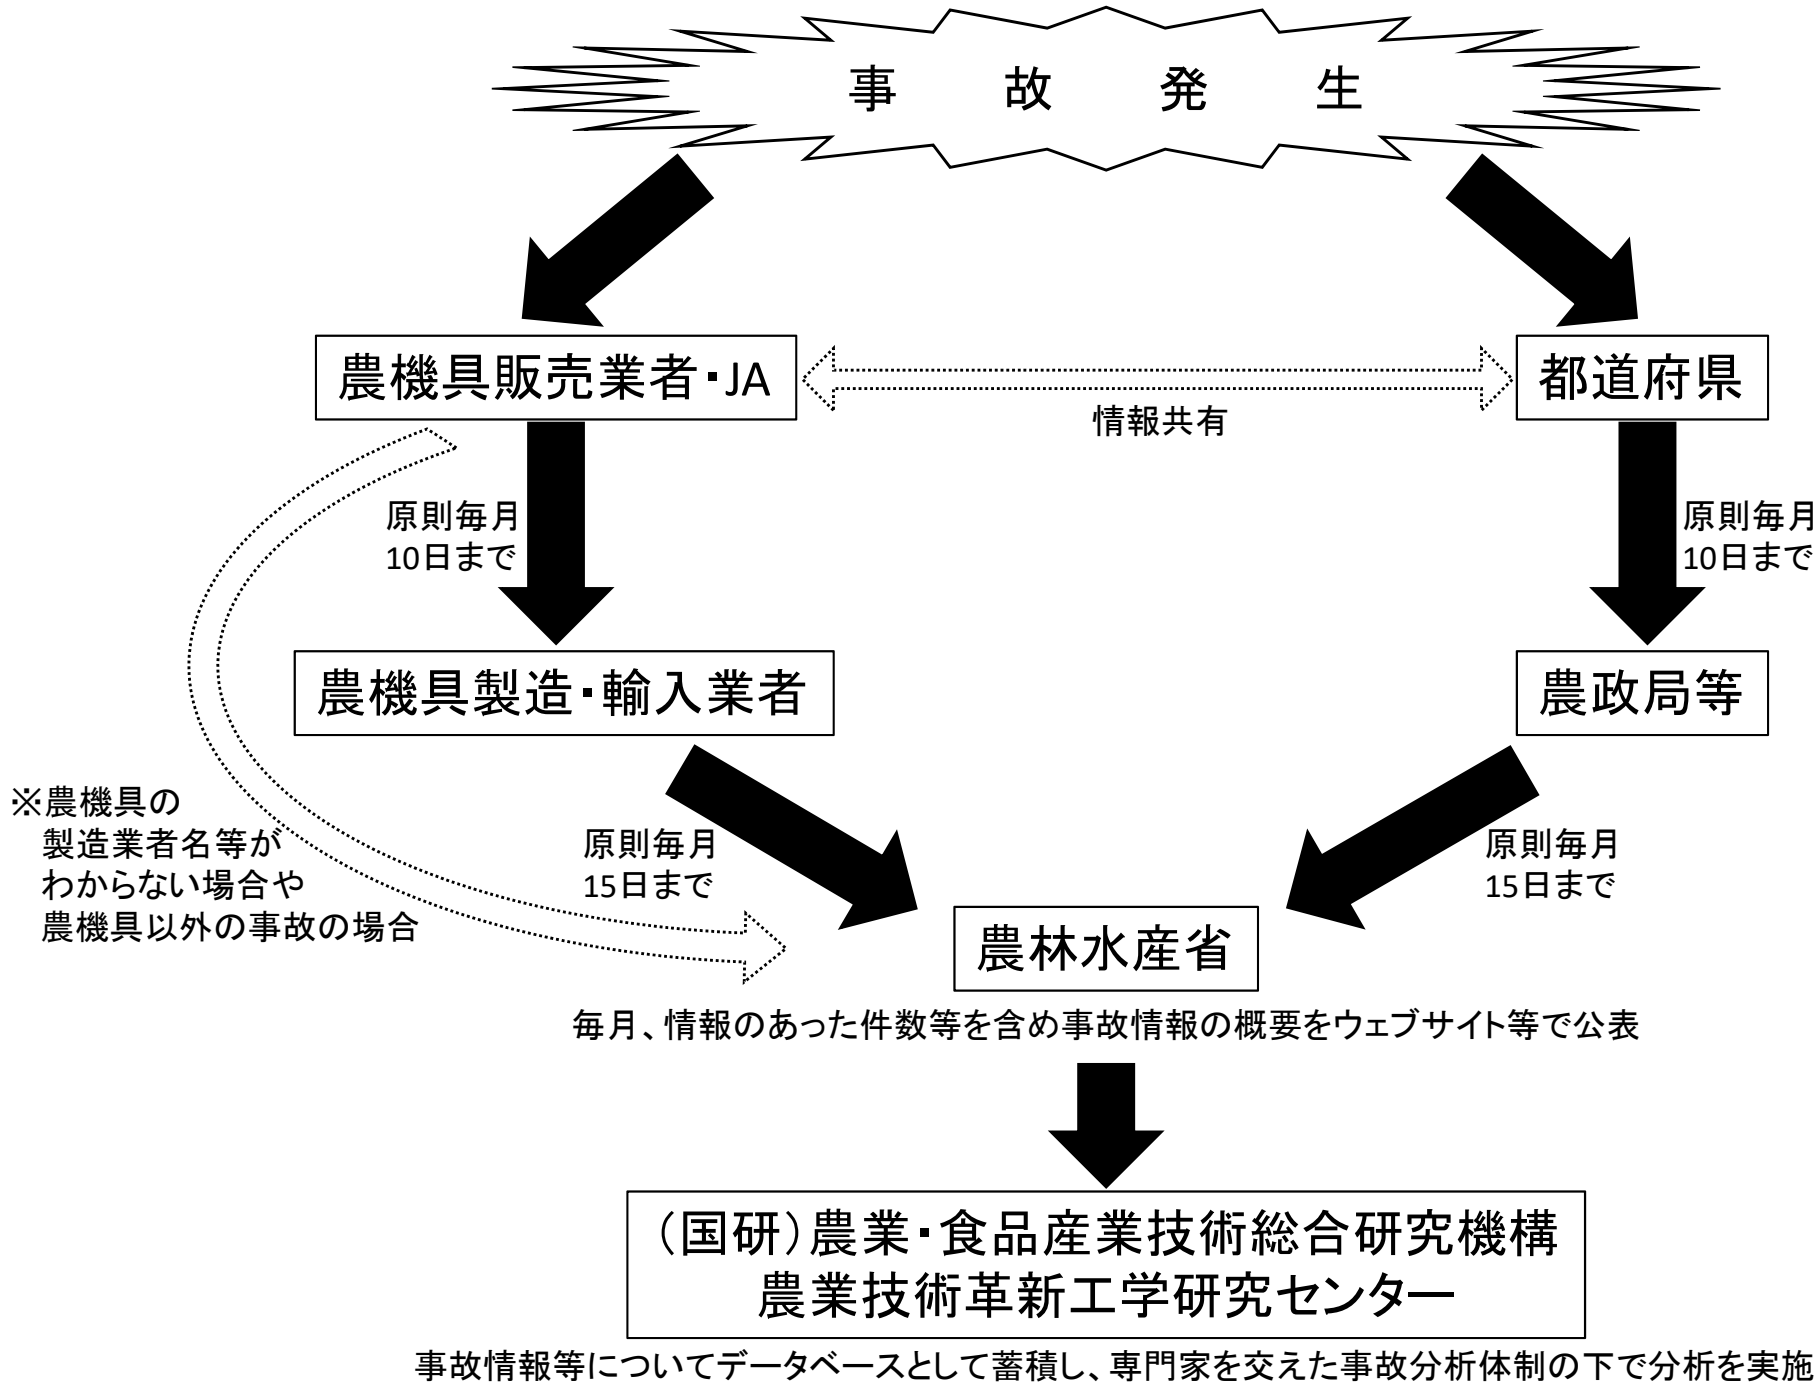 事故発生
農機具販売業者・JA
都道府県
情報共有
原則毎月
10日まで
原則毎月
10日まで
農機具製造・輸入業者
農政局等
※農機具の
製造業者名等が
わからない場合や
農機具以外の事故の場合
原則毎月
15日まで
原則毎月
15日まで
農林水産省
毎月、情報のあった件数等を含め事故情報の概要をウェブサイト等で公表
（国研）農業・食品産業技術総合研究機構
農業技術革新工学研究センター
事故情報等についてデータベースとして蓄積し、専門家を交えた事故分析体制の下で分析を実施